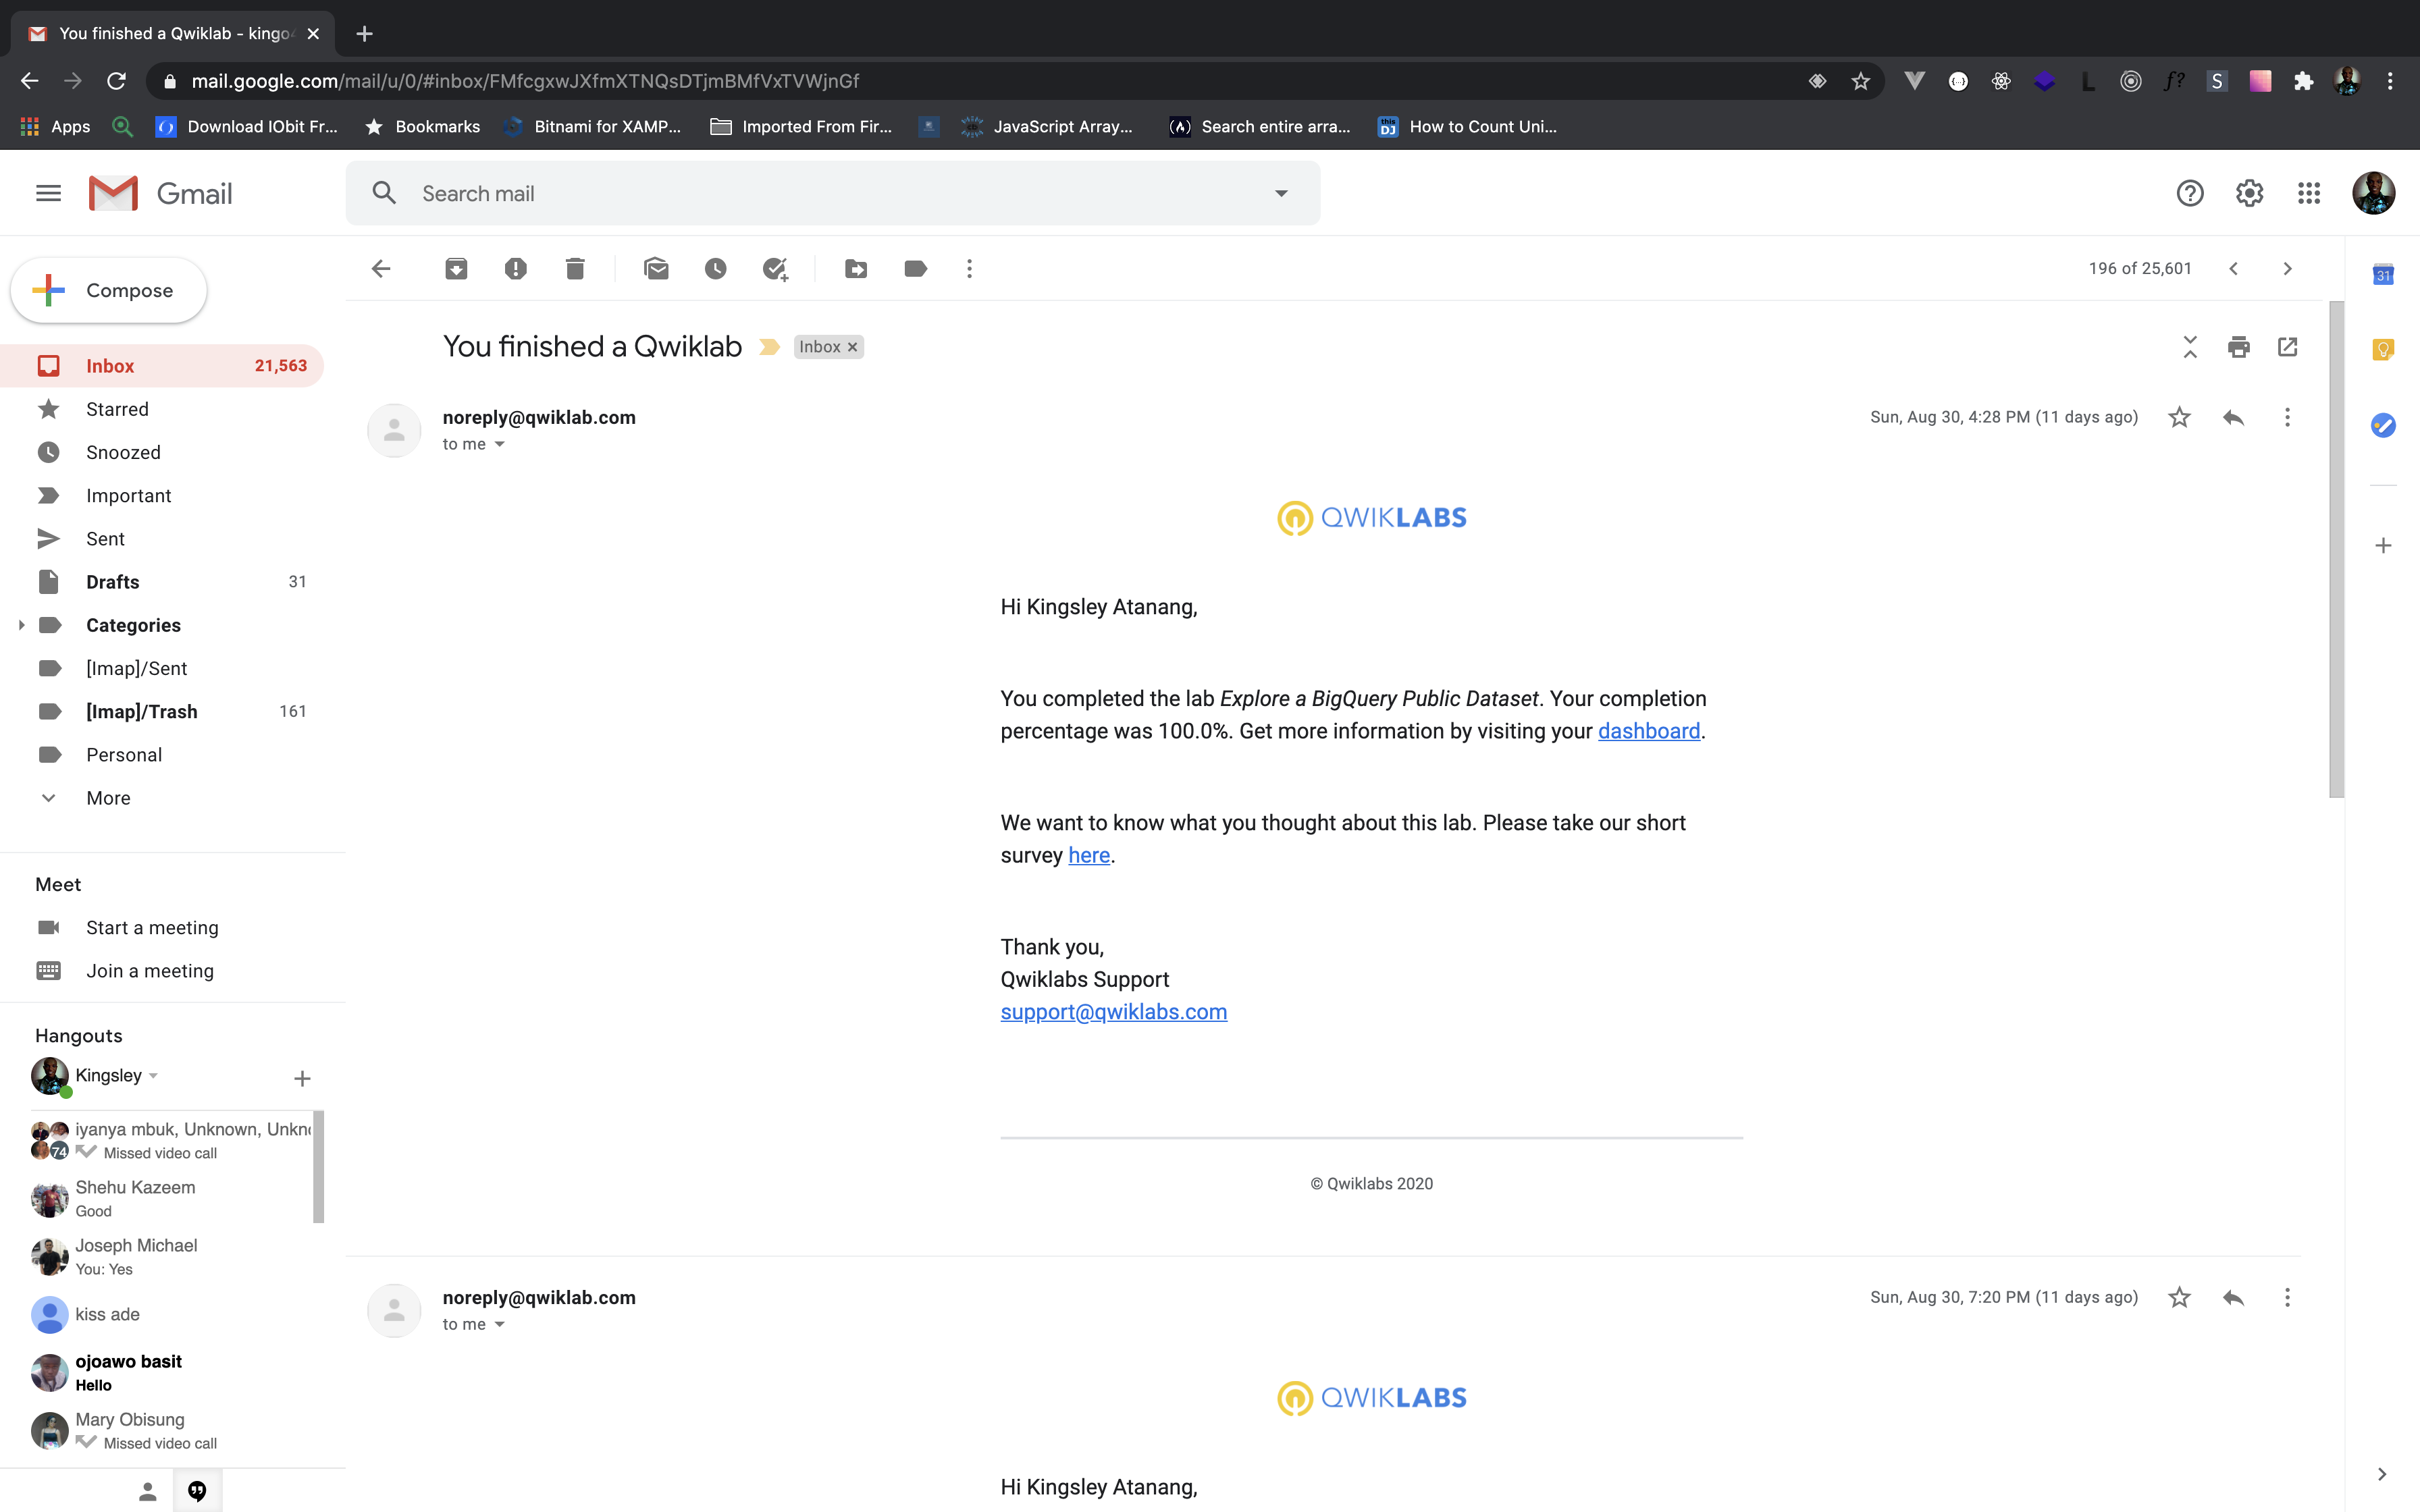 You finished a Qwiklab - kingo
mail.google.com/mail/u/0/#inbox/FMfcgxwJXfmXTNQsDTjmBMfVxTVWjnGf
Apps
Download IObit Fr...
Bookmarks
Bitnami for XAMP...
Imported From Fir...
JavaScript Array...
Search entire arra...
this DJ
How to Count Uni...
Gmail
Search mail
Compose
196 of 25,601
31
Inbox 21,563
Starred
Snoozed
Important
Sent
Drafts 31
Categories
[Imap]/Sent
[Imap]/Trash 161
Personal
More
Meet
Start a meeting
Join a meeting
Hangouts
Kingsley
iyanya mbuk, Unknown, Unkn
74
Missed video call
Shehu Kazeem
Good
Joseph Michael
You: Yes
kiss ade
ojoawo basit
Hello
Mary Obisung
Missed video call
You finished a Qwiklab
Inbox
noreply@qwiklab.com
Sun, Aug 30, 4:28 PM (11 days ago)
to me
QWIKLABS
Hi Kingsley Atanang,
You completed the lab Explore a BigQuery Public Dataset. Your completion
percentage was 100.0%. Get more information by visiting your dashboard.
We want to know what you thought about this lab. Please take our short
survey here.
Thank you,
Qwiklabs Support
support@qwiklabs.com
© Qwiklabs 2020
noreply@qwiklab.com
Sun, Aug 30, 7:20 PM (11 days ago)
to me
QWIKLABS
Hi Kingsley Atanang,